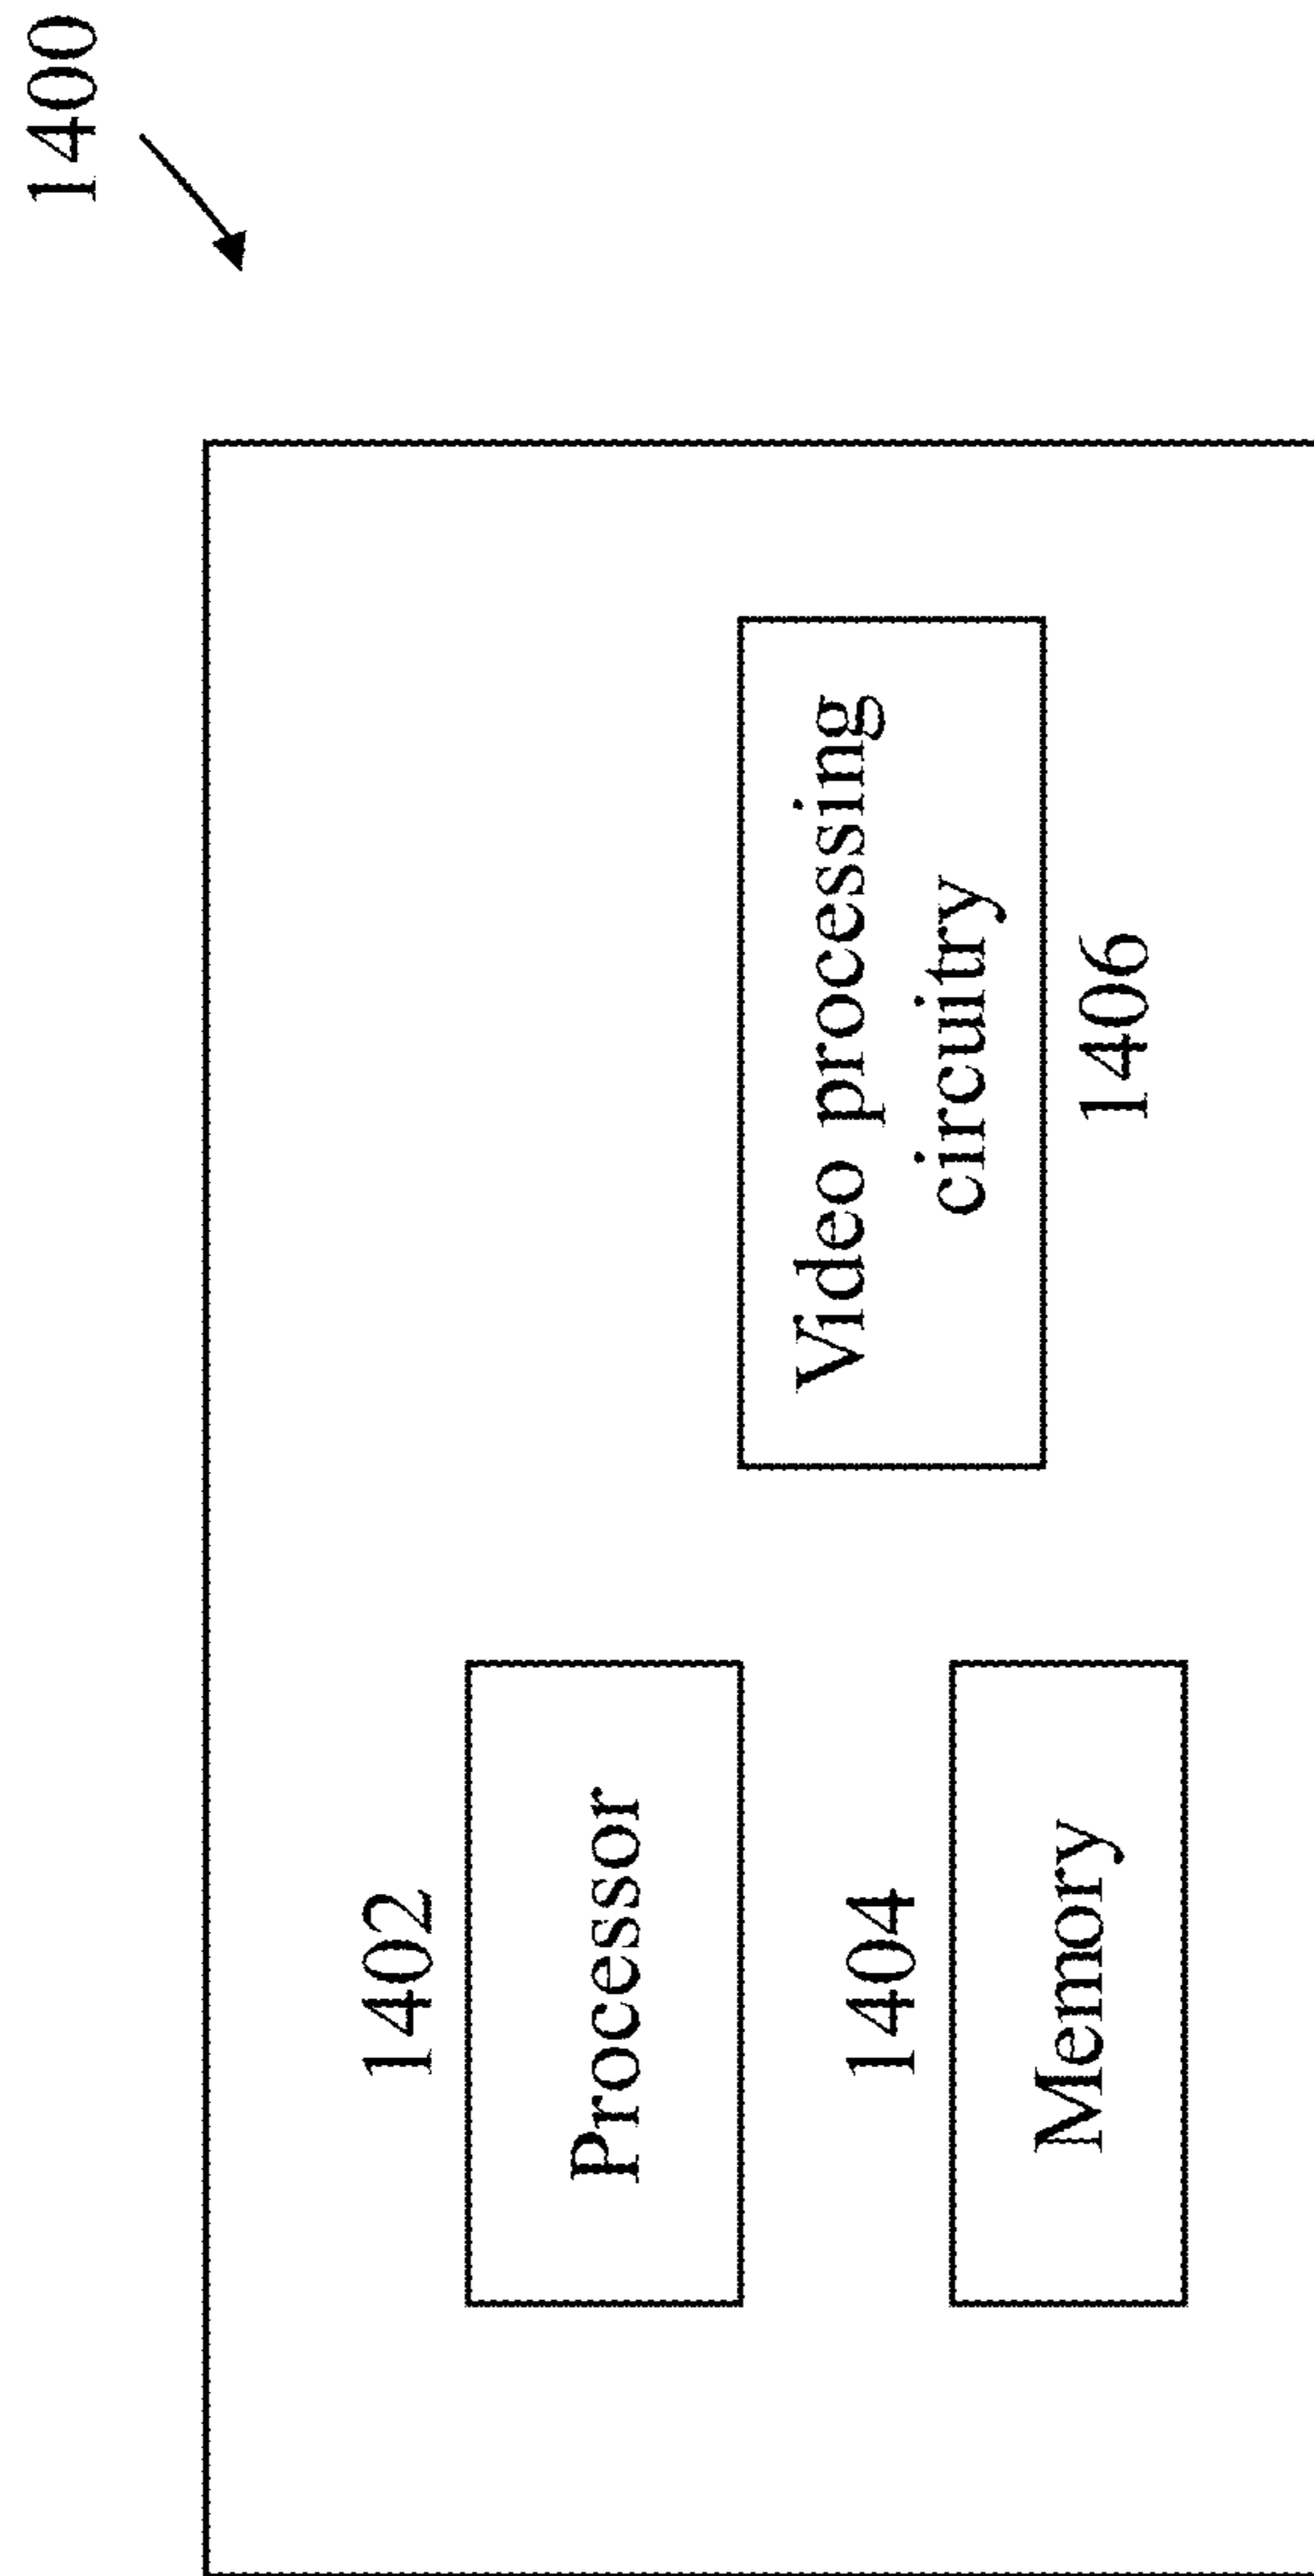 1400
1402
Processor
1404
Memory
Video processing
circuitry
1406